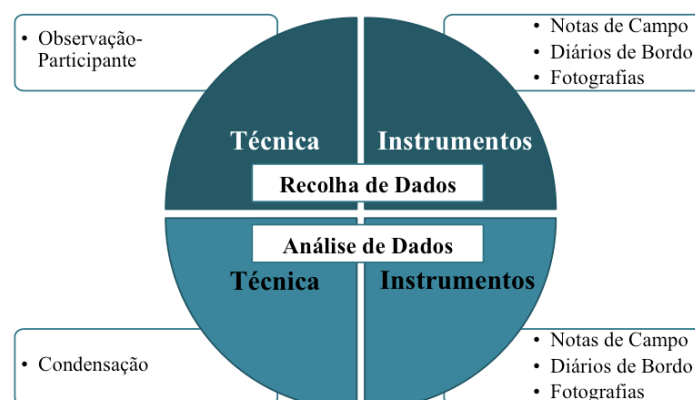 • Observação-
Participante
• Notas de Campo
• Diários de Bordo
• Fotografias
Técnica
Instrumentos
Recolha de Dados
Análise de Dados
Técnica
Instrumentos
• Condensação
• Notas de Campo
• Diários de Bordo
• Fotografias